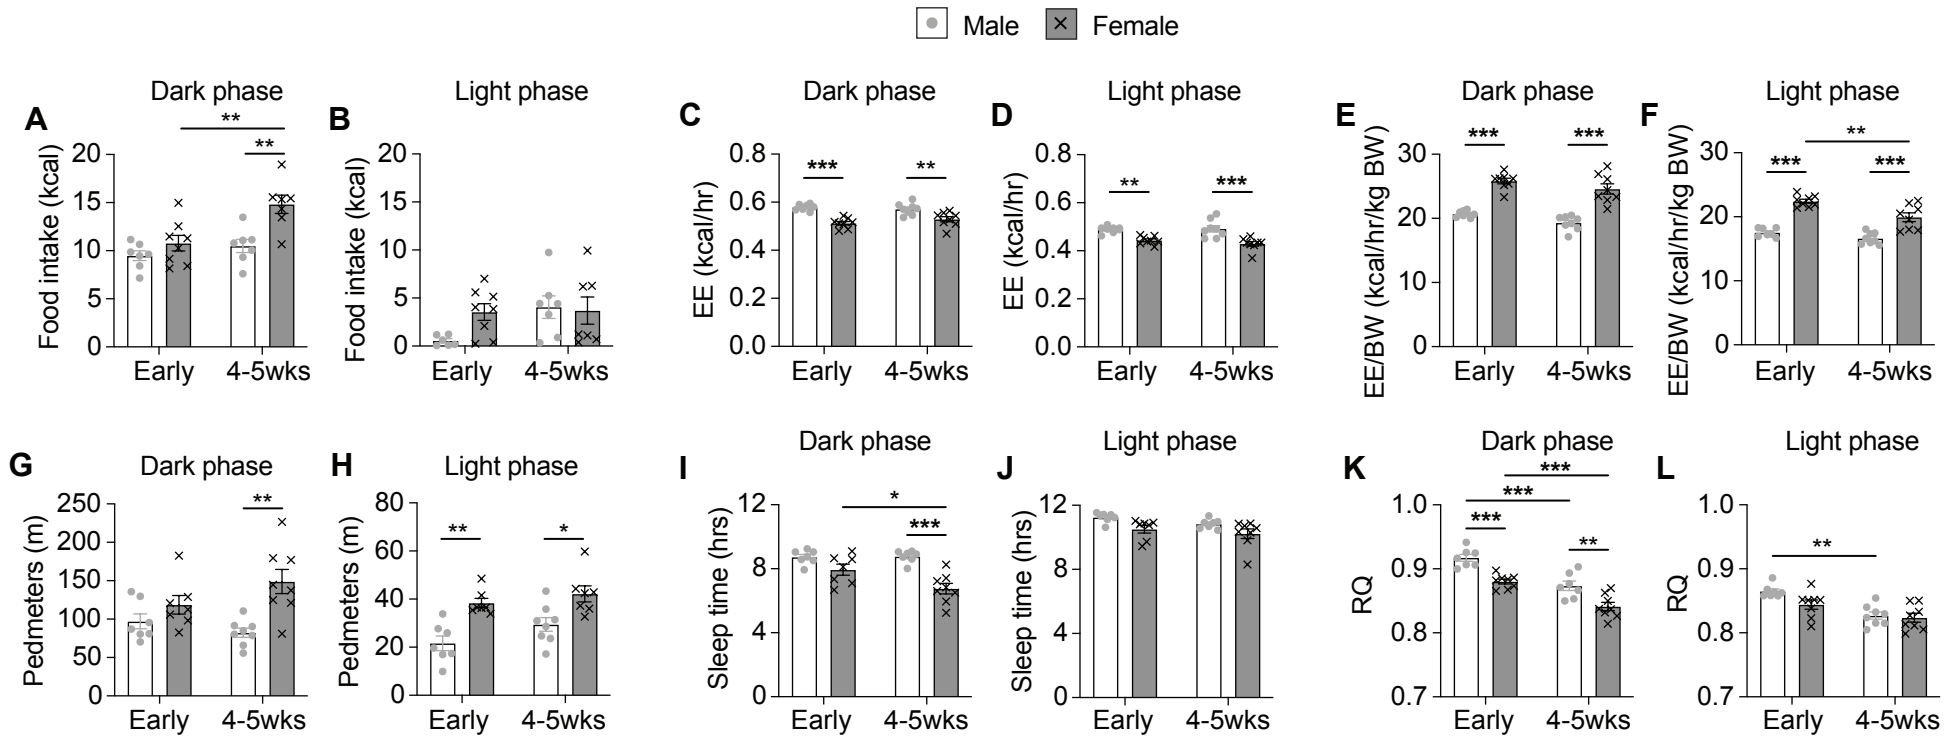 Male Female
A
Dark phase
**
**
Food intake (kcal)
20
15
10
5
0
Early 4-5wks
B
Light phase
Food intake (kcal)
20
15
10
5
0
Early 4-5wks
C
Dark phase
*** **
EE (kcal/hr)
0.8
0.6
0.4
0.2
0.0
Early 4-5wks
D
Light phase
** ***
EE (kcal/hr)
0.8
0.6
0.4
0.2
0.0
Early 4-5wks
E
Dark phase
*** ***
EE/BW (kcal/hr/kg BW)
30
20
10
0
Early 4-5wks
F
Light phase
**
*** ***
EE/BW (kcal/hr/kg BW)
30
20
10
0
Early 4-5wks
G
Dark phase
**
Pedmeters (m)
250
200
150
100
50
0
Early 4-5wks
H
Light phase
** *
Pedmeters (m)
80
60
40
20
0
Early 4-5wks
I
Dark phase
*
***
Sleep time (hrs)
12
8
4
0
Early 4-5wks
J
Light phase
Sleep time (hrs)
12
8
4
0
Early 4-5wks
K
Dark phase
***
***
***
**
RQ
1.0
0.9
0.8
0.7
Early 4-5wks
L
Light phase
**
RQ
1.0
0.9
0.8
0.7
Early 4-5wks